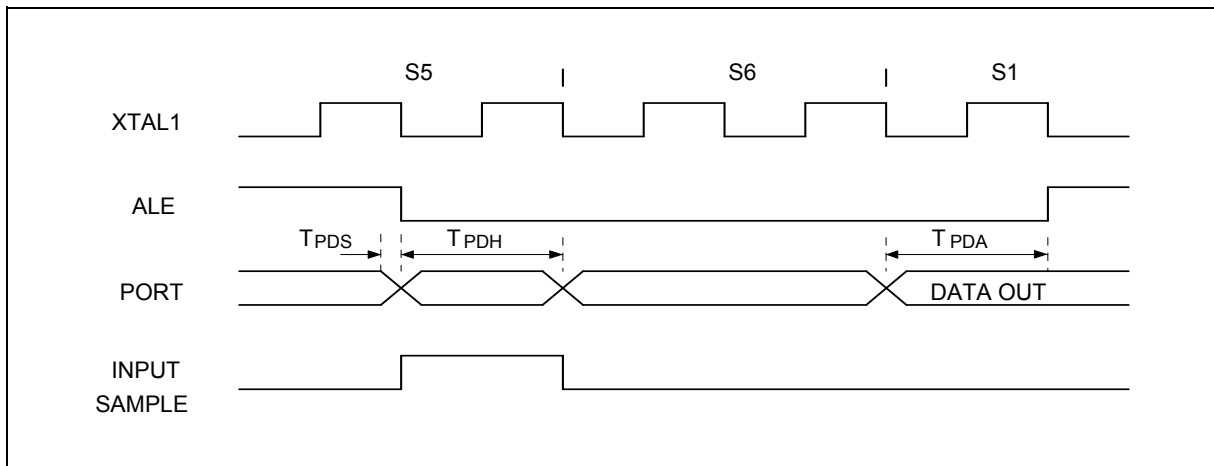 S5 S6 S1
XTAL1
ALE
TPDS TPDH TPDA
PORT DATA OUT
INPUT
SAMPLE